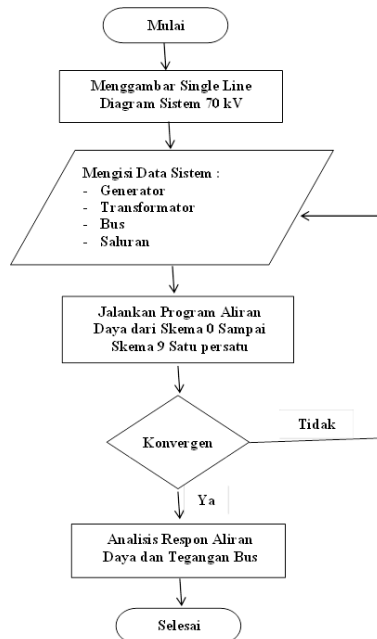 Mulai
Menggambar Single Line
Diagram Sistem 70 kV
Mengisi Data Sistem :
- Generator
- Transformator
- Bus
- Saluran
Jalankan Program Aliran
Daya dari Skema 0 Sampai
Skema 9 Satu persatu
Konvergen
Tidak
Ya
Analisis Respon Aliran
Daya dan Tegangan Bus
Selesai